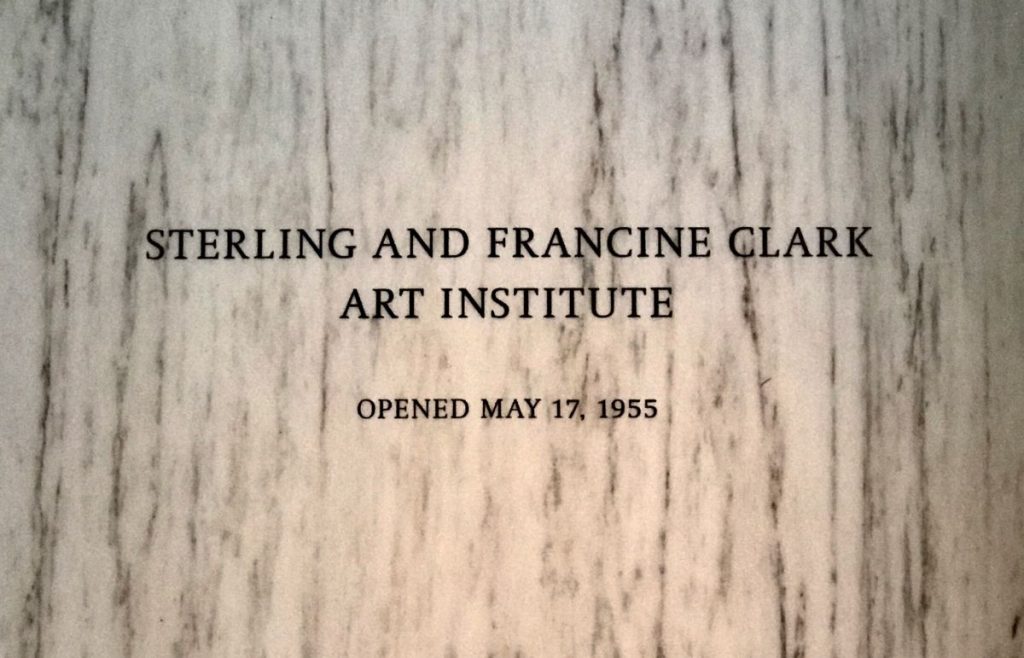 STERLING AND FRANCINE CLARK
ART INSTITUTE
OPENED MAY 17, 1955